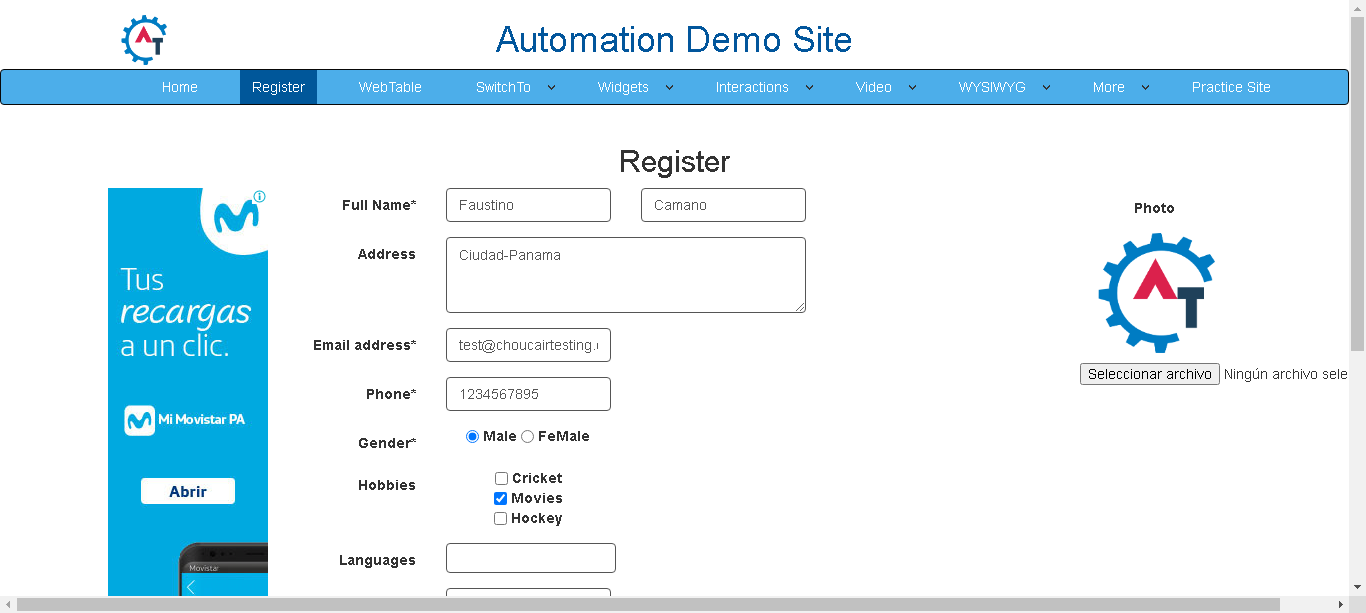 Automation Demo Site
Home Register WebTable SwitchTo Widgets Interactions Video WYSIWYG More Practice Site
Register
Tus
recargas
a un clic.
Mi Movistar PA
Abrir
Movistar
Full Name* Faustino Camano
Address Ciudad-Panama
Email address* test@choucairtesting.
Phone* 1234567895
Gender* Male FeMale
Hobbies Cricket
Movies
Hockey
Languages
Photo
AT
Seleccionar archivo Ningún archivo sele